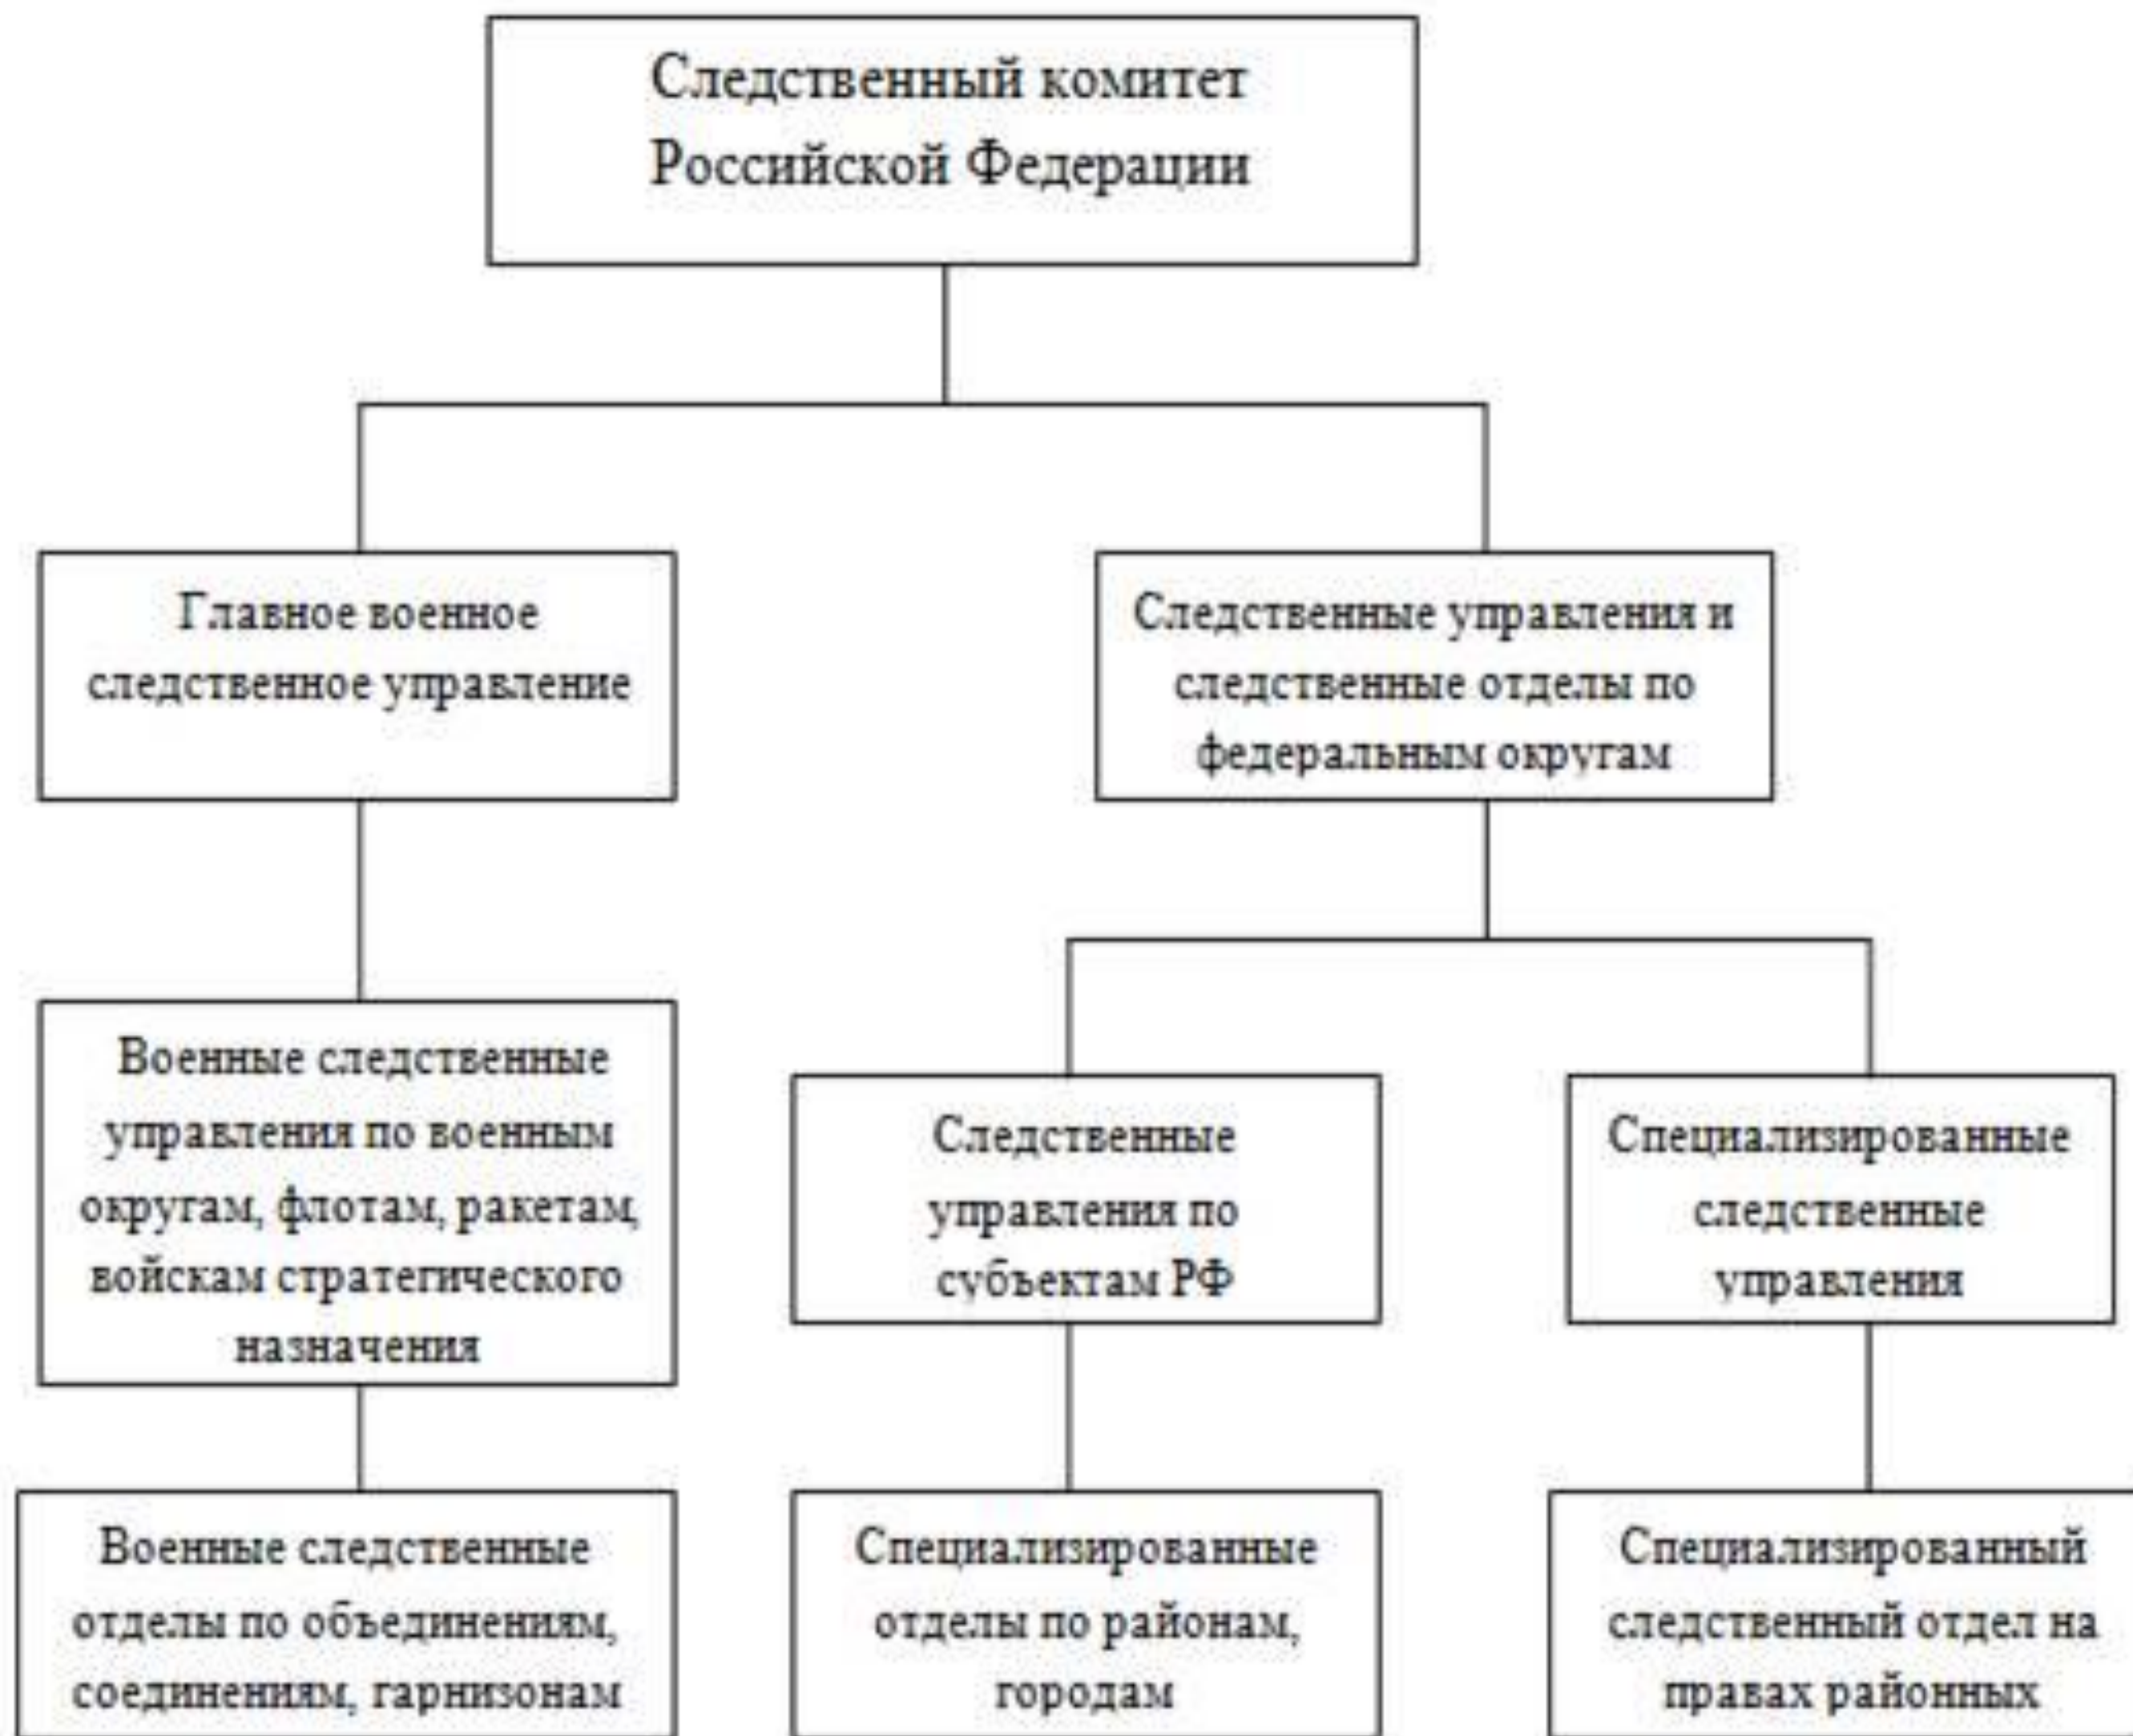 Следственный комитет
Российской Федерации
Главное военное
следственное управление
Следственные управления и
следственные отделы по
федеральным округам
Военные следственные
управления по военным
округам, флотам, ракетам,
войскам стратегического
назначения
Следственные
управления по
субъектам РФ
Специализированные
следственные
управления
Военные следственные
отделы по объединениям,
соединениям, гарнизонам
Специализированные
отделы по районам,
городам
Специализированный
следственный отдел на
правах районных